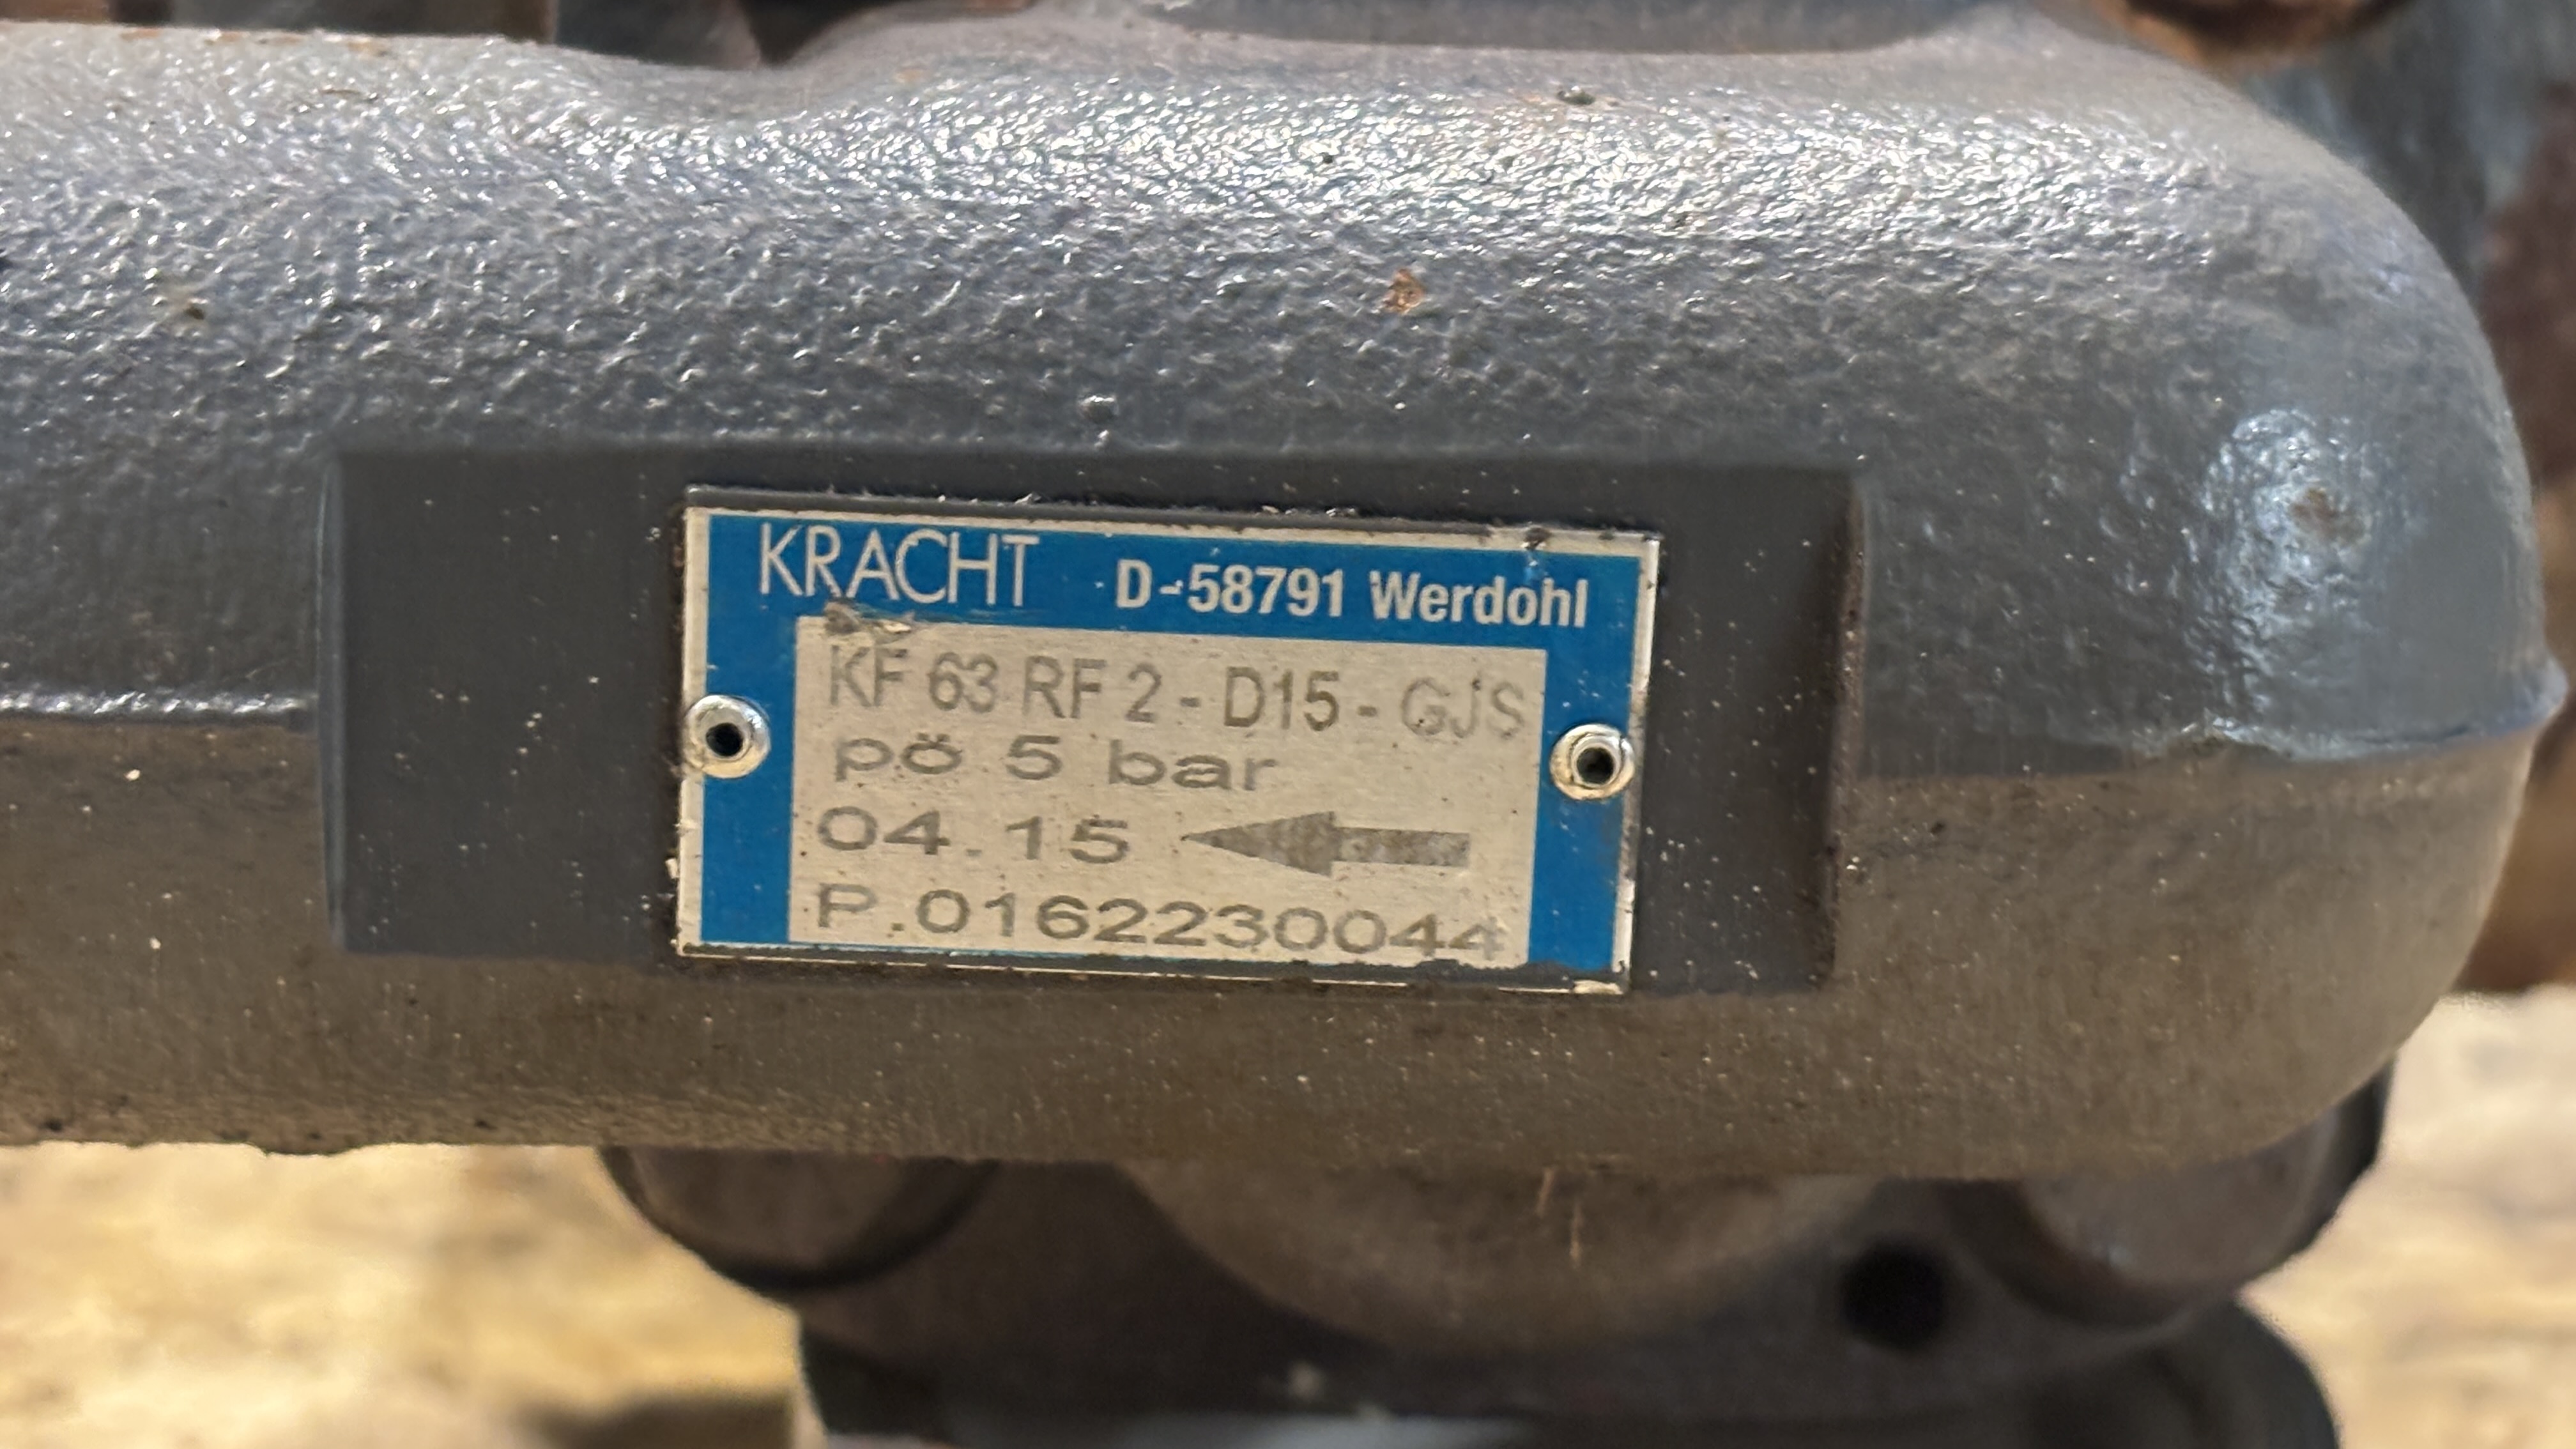 KRACHT D-58791 Werdohl
KF 63 RF 2 - D15 - GJS
pö 5 bar
04.15
P.0162230044